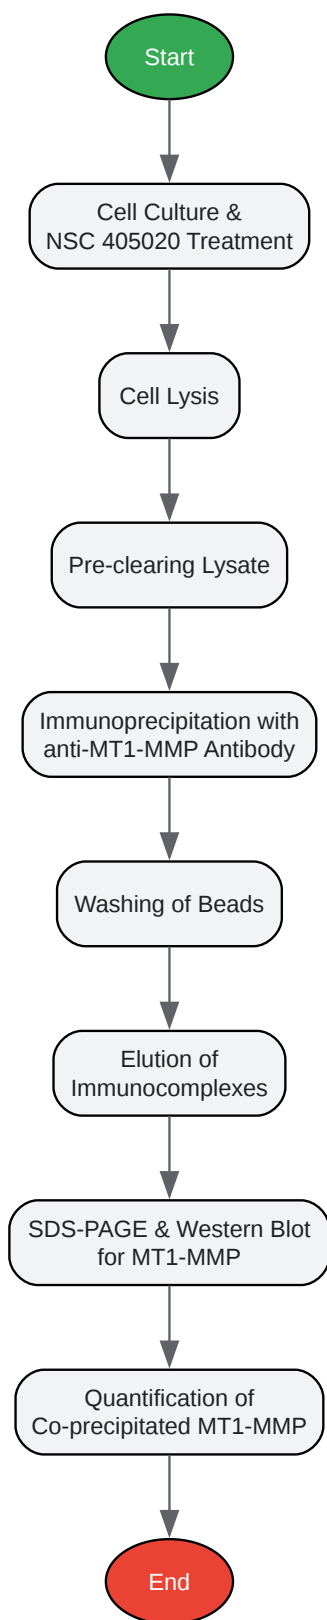 Start
Cell Culture &
NSC 405020 Treatment
Cell Lysis
Pre-clearing Lysate
Immunoprecipitation with
anti-MT1-MMP Antibody
Washing of Beads
Elution of
Immunocomplexes
SDS-PAGE & Western Blot
for MT1-MMP
Quantification of
Co-precipitated MT1-MMP
End